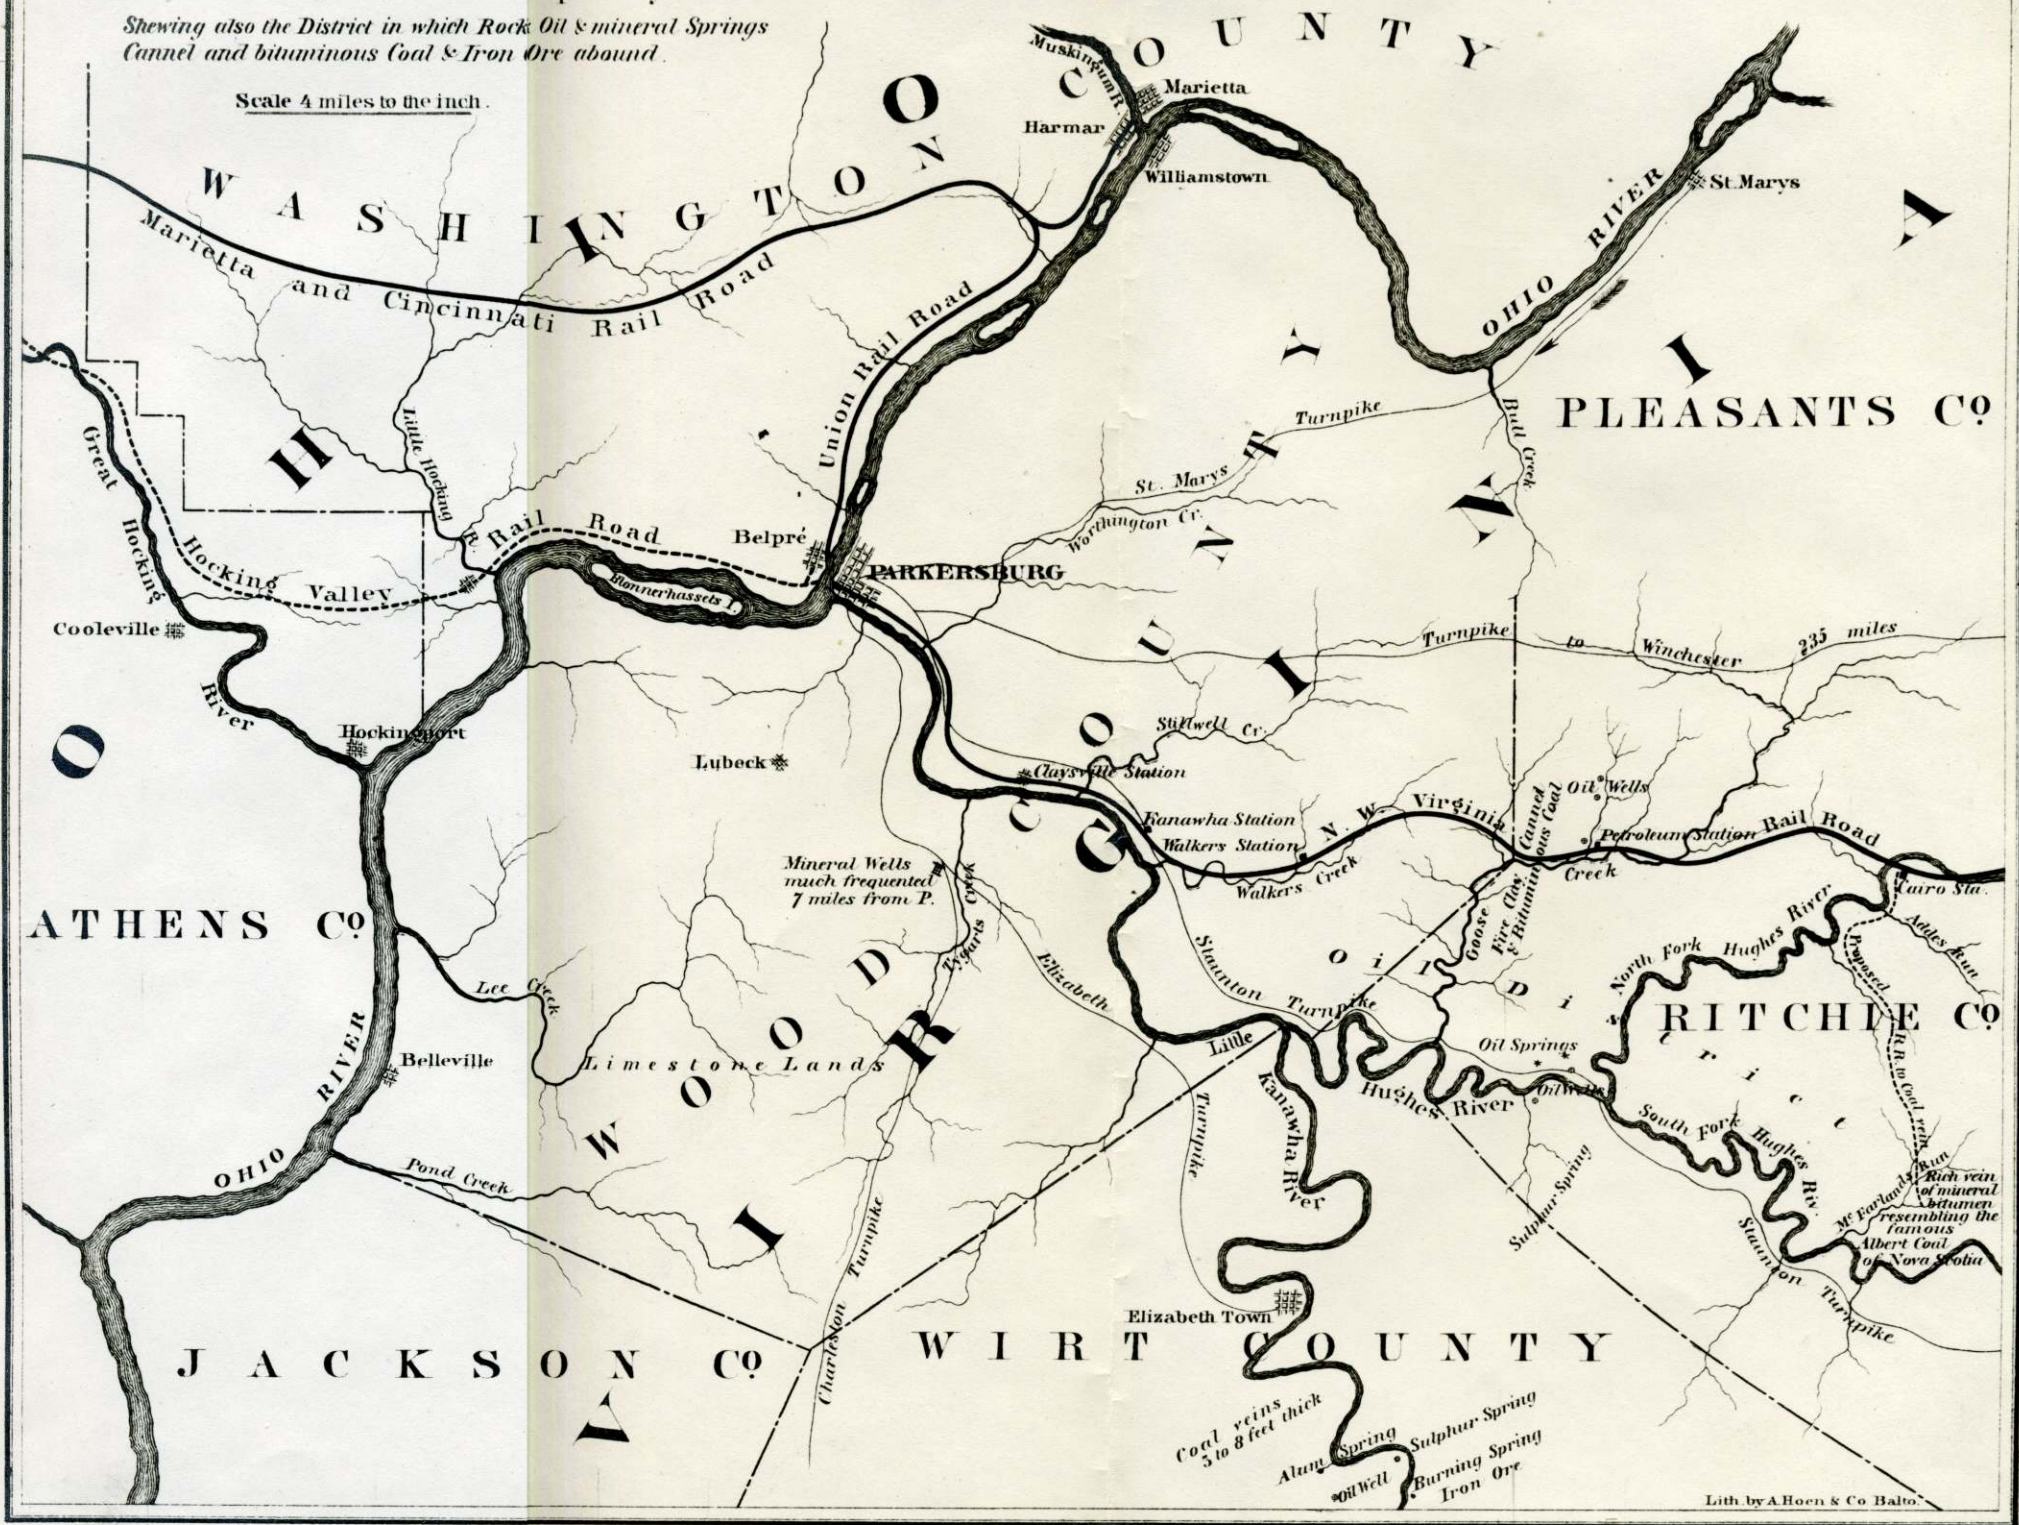 Shewing also the District in which Rock Oil & mineral Springs
Cannel and bituminous Coal & Iron Ore abound.
Scale 4 miles to the inch.
WASHINGTON COUNTY
OHIO
Muskingum R.
Marietta
Harmar
Williamstown
St. Marys
OHIO RIVER
Marietta and Cincinnati Rail Road
Union Rail Road
PLEASANTS Co.
Bull Creek
St. Marys Turnpike
Worthington Cr.
Great Hocking River
Little Hocking R.
Hocking Valley Rail Road
Belpré
PARKERSBURG
Blonnerhassets I.
Cooleville
Hockingport
Turnpike to Winchester 235 miles
VIRGINIA
WOOD COUNTY
Lubeck
Stillwell Cr.
Claysville Station
Kanawha Station
Walkers Station
N. W. Virginia Rail Road
Walkers Creek
Oil Wells
Petroleum Station
Creek
Cairo Sta.
Goose
Fire Clay Cannel
& Bituminous Coal
Mineral Wells
much frequented
7 miles from P.
Tygarts Creek
ATHENS Co.
Lee Creek
Elizabeth Turnpike
Staunton Turnpike
Oil District
North Fork Hughes River
Addes Run
Proposed R R to Coal vein
RITCHIE Co.
Limestone Lands
Belleville
OHIO RIVER
Little Kanawha River
Hughes River
Oil Springs
Oil Wells
South Fork Hughes Riv.
Sulphur Spring
Mc. Farlands Run
Rich vein
of mineral
bitumen
resembling the
famous
Albert Coal
of Nova Scotia
Staunton Turnpike
Pond Creek
Charleston Turnpike
Elizabeth Town
JACKSON Co.
WIRT COUNTY
Coal veins
3 to 8 feet thick
Alum Spring
Sulphur Spring
Oil Well
Burning Spring
Iron Ore
Lith. by A. Hoen & Co. Balto.